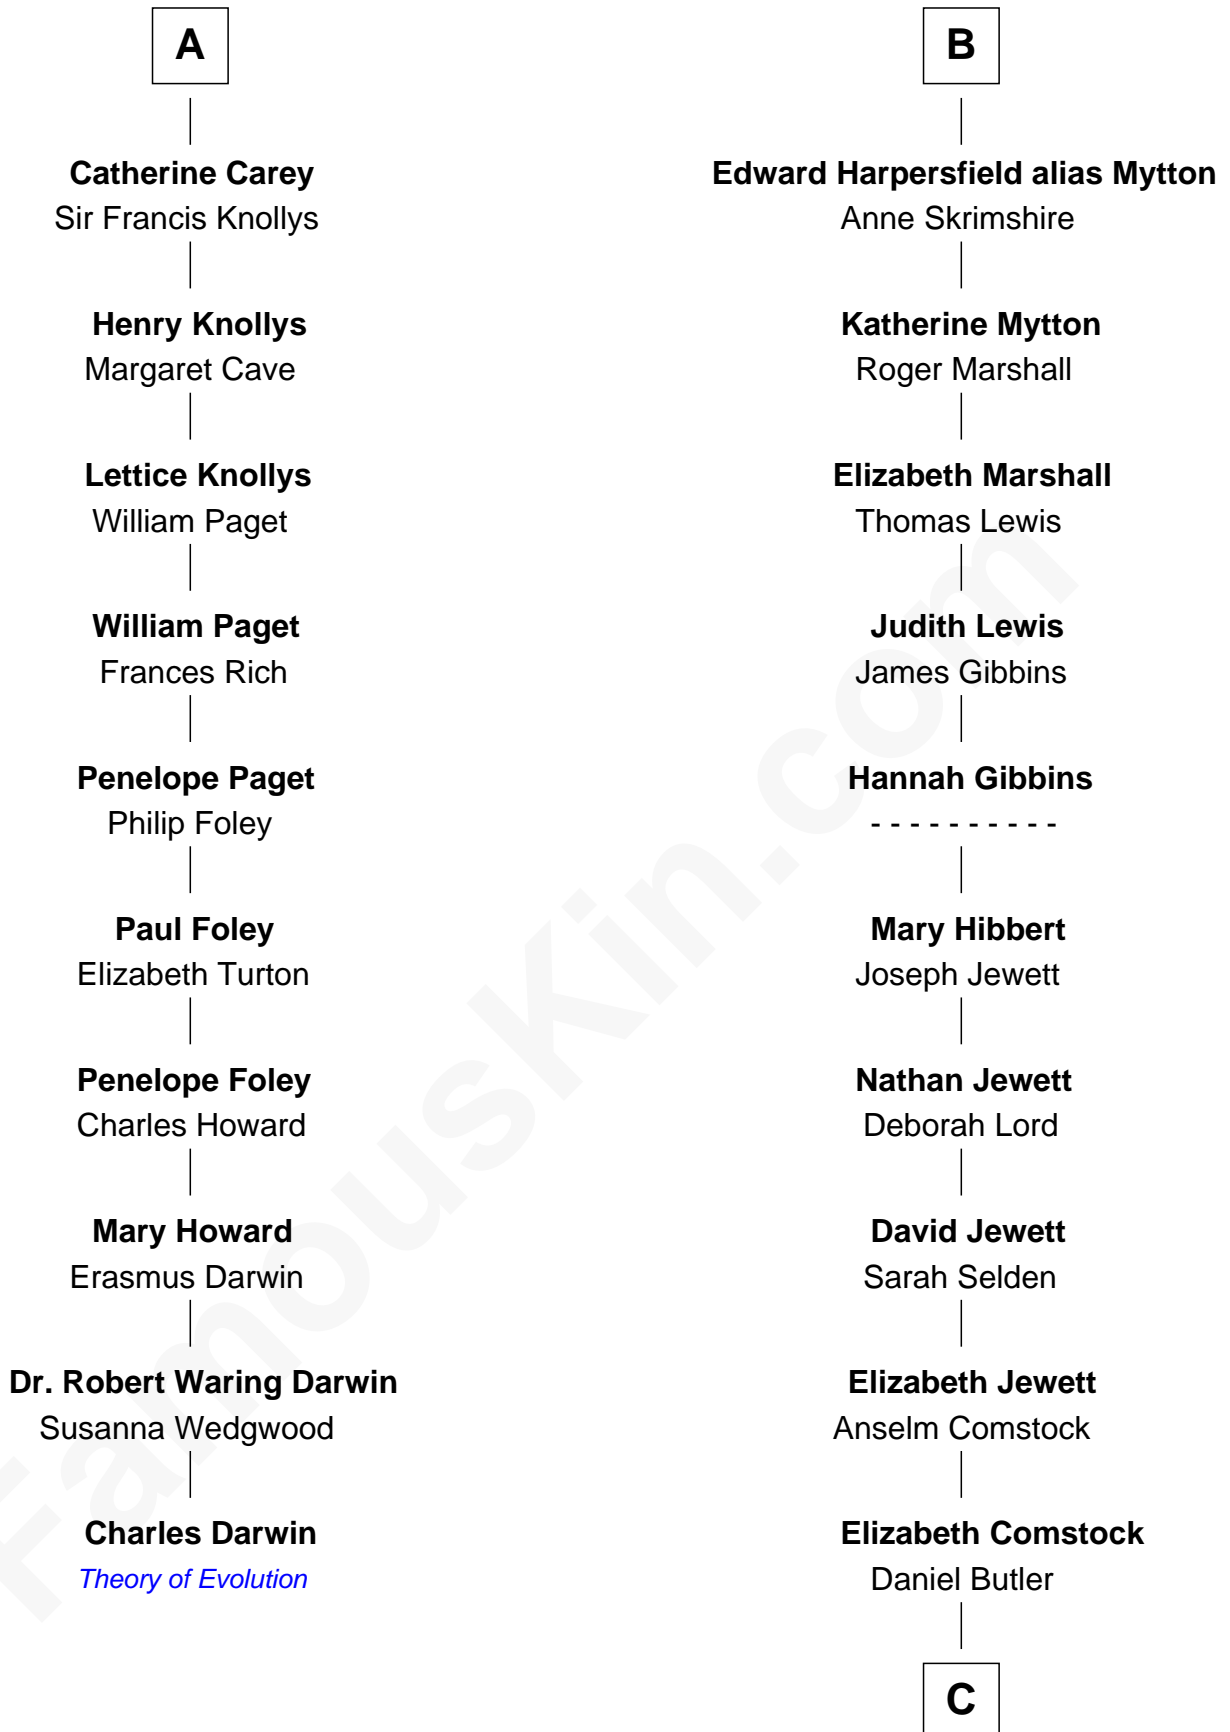 A
Catherine Carey
Sir Francis Knollys
Henry Knollys
Margaret Cave
Lettice Knollys
William Paget
William Paget
Frances Rich
Penelope Paget
Philip Foley
Paul Foley
Elizabeth Turton
Penelope Foley
Charles Howard
Mary Howard
Erasmus Darwin
Dr. Robert Waring Darwin
Susanna Wedgwood
Charles Darwin
Theory of Evolution
B
Edward Harpersfield alias Mytton
Anne Skrimshire
Katherine Mytton
Roger Marshall
Elizabeth Marshall
Thomas Lewis
Judith Lewis
James Gibbins
Hannah Gibbins
- - - - - - - - - -
Mary Hibbert
Joseph Jewett
Nathan Jewett
Deborah Lord
David Jewett
Sarah Selden
Elizabeth Jewett
Anselm Comstock
Elizabeth Comstock
Daniel Butler
C
FamousKin.com